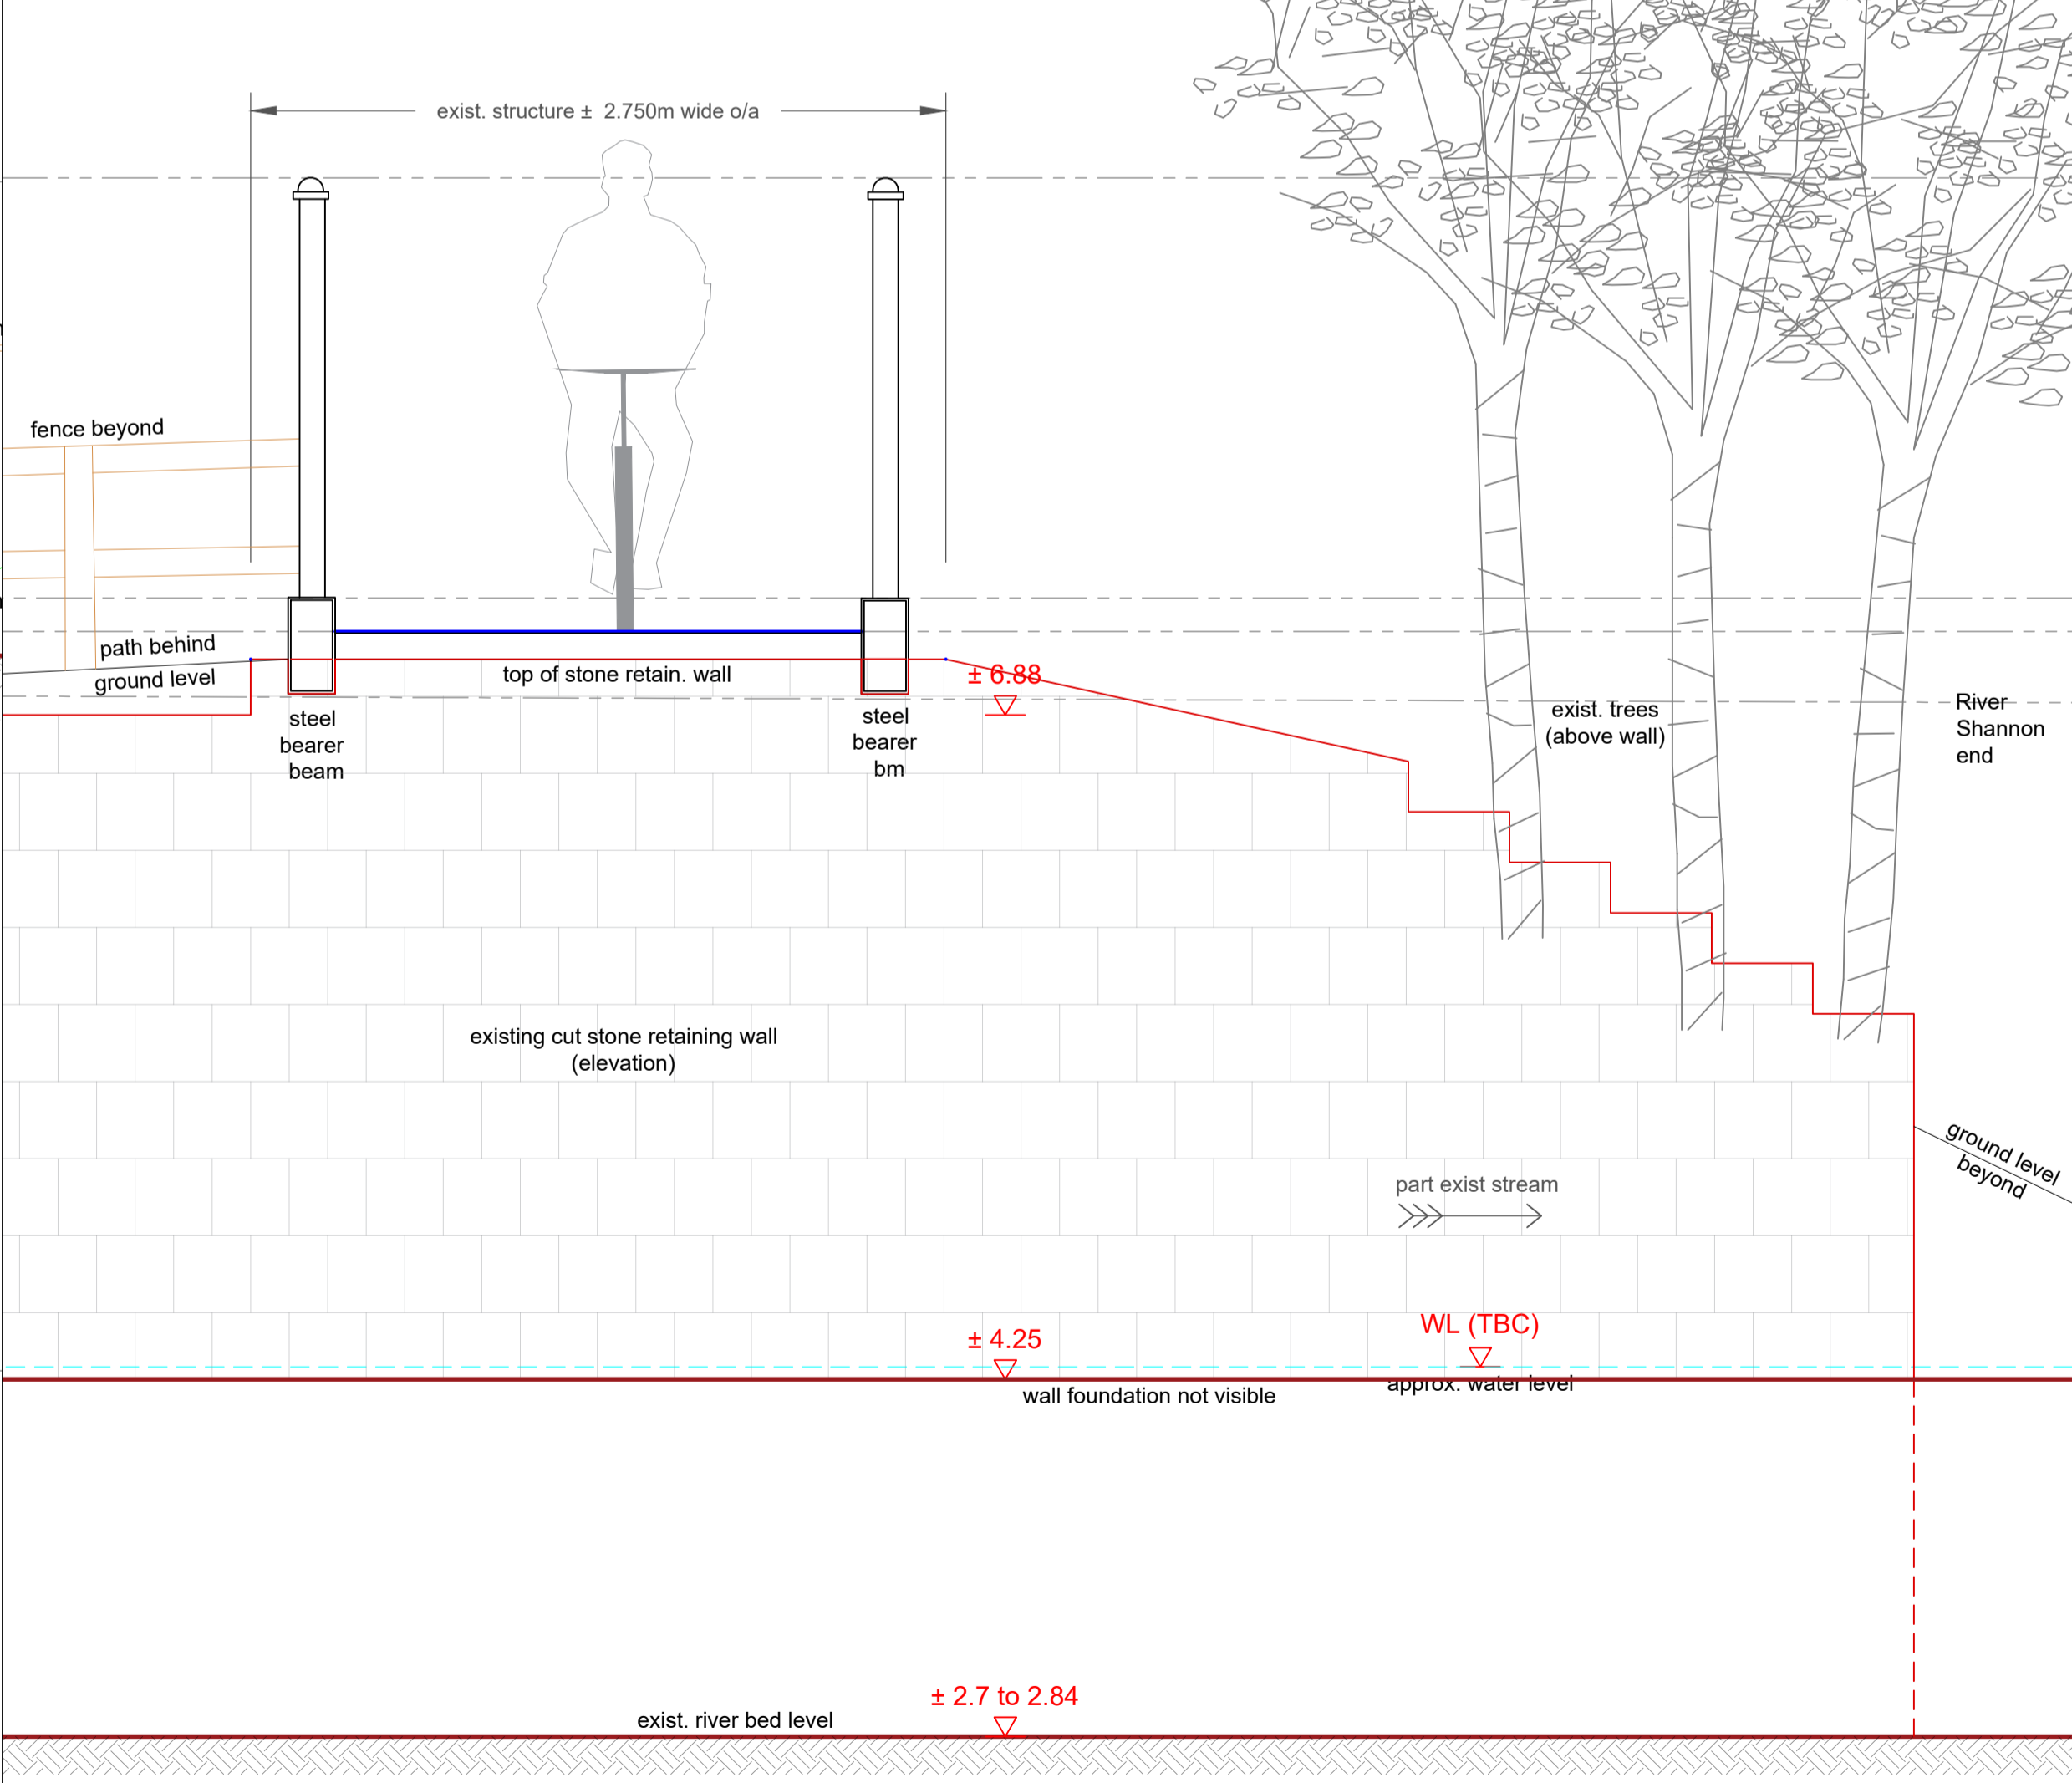 exist. structure ± 2.750m wide o/a
fence beyond
path behind
ground level
top of stone retain. wall
± 6.88
steel
bearer
beam
steel
bearer
bm
exist. trees
(above wall)
River
Shannon
end
existing cut stone retaining wall
(elevation)
ground level
beyond
part exist stream
± 4.25
WL (TBC)
wall foundation not visible
approx. water level
± 2.7 to 2.84
exist. river bed level